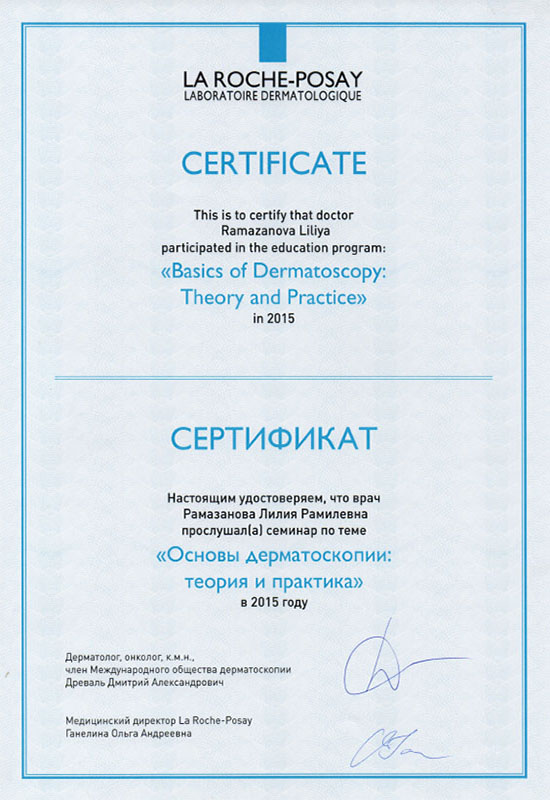 LA ROCHE-POSAY
LABORATOIRE DERMATOLOGIQUE
CERTIFICATE
This is to certify that doctor
Ramazanova Liliya
participated in the education program:
«Basics of Dermatoscopy:
Theory and Practice»
in 2015
СЕРТИФИКАТ
Настоящим удостоверяем, что врач
Рамазанова Лилия Рамилевна
прослушал(а) семинар по теме
«Основы дерматоскопии:
теория и практика»
в 2015 году
Дерматолог, онколог, к.м.н.,
член Международного общества дерматоскопии
Древаль Дмитрий Александрович
Медицинский директор La Roche-Posay
Ганелина Ольга Андреевна